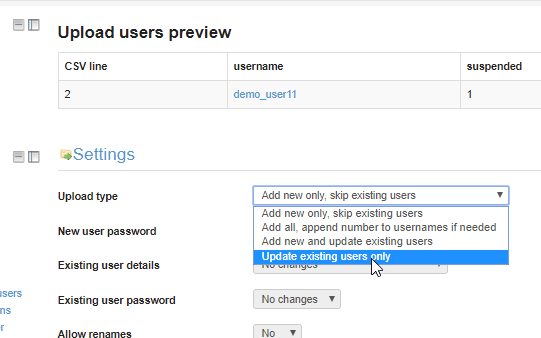 Upload users preview
CSV line username suspended
2 demo_user11 1
Settings
Upload type Add new only, skip existing users
Add new only, skip existing users
Add all, append number to usernames if needed
New user password
Add new and update existing users
Update existing users only
Existing user details No changes
users
Existing user password No changes
ns
r
Allow renames No